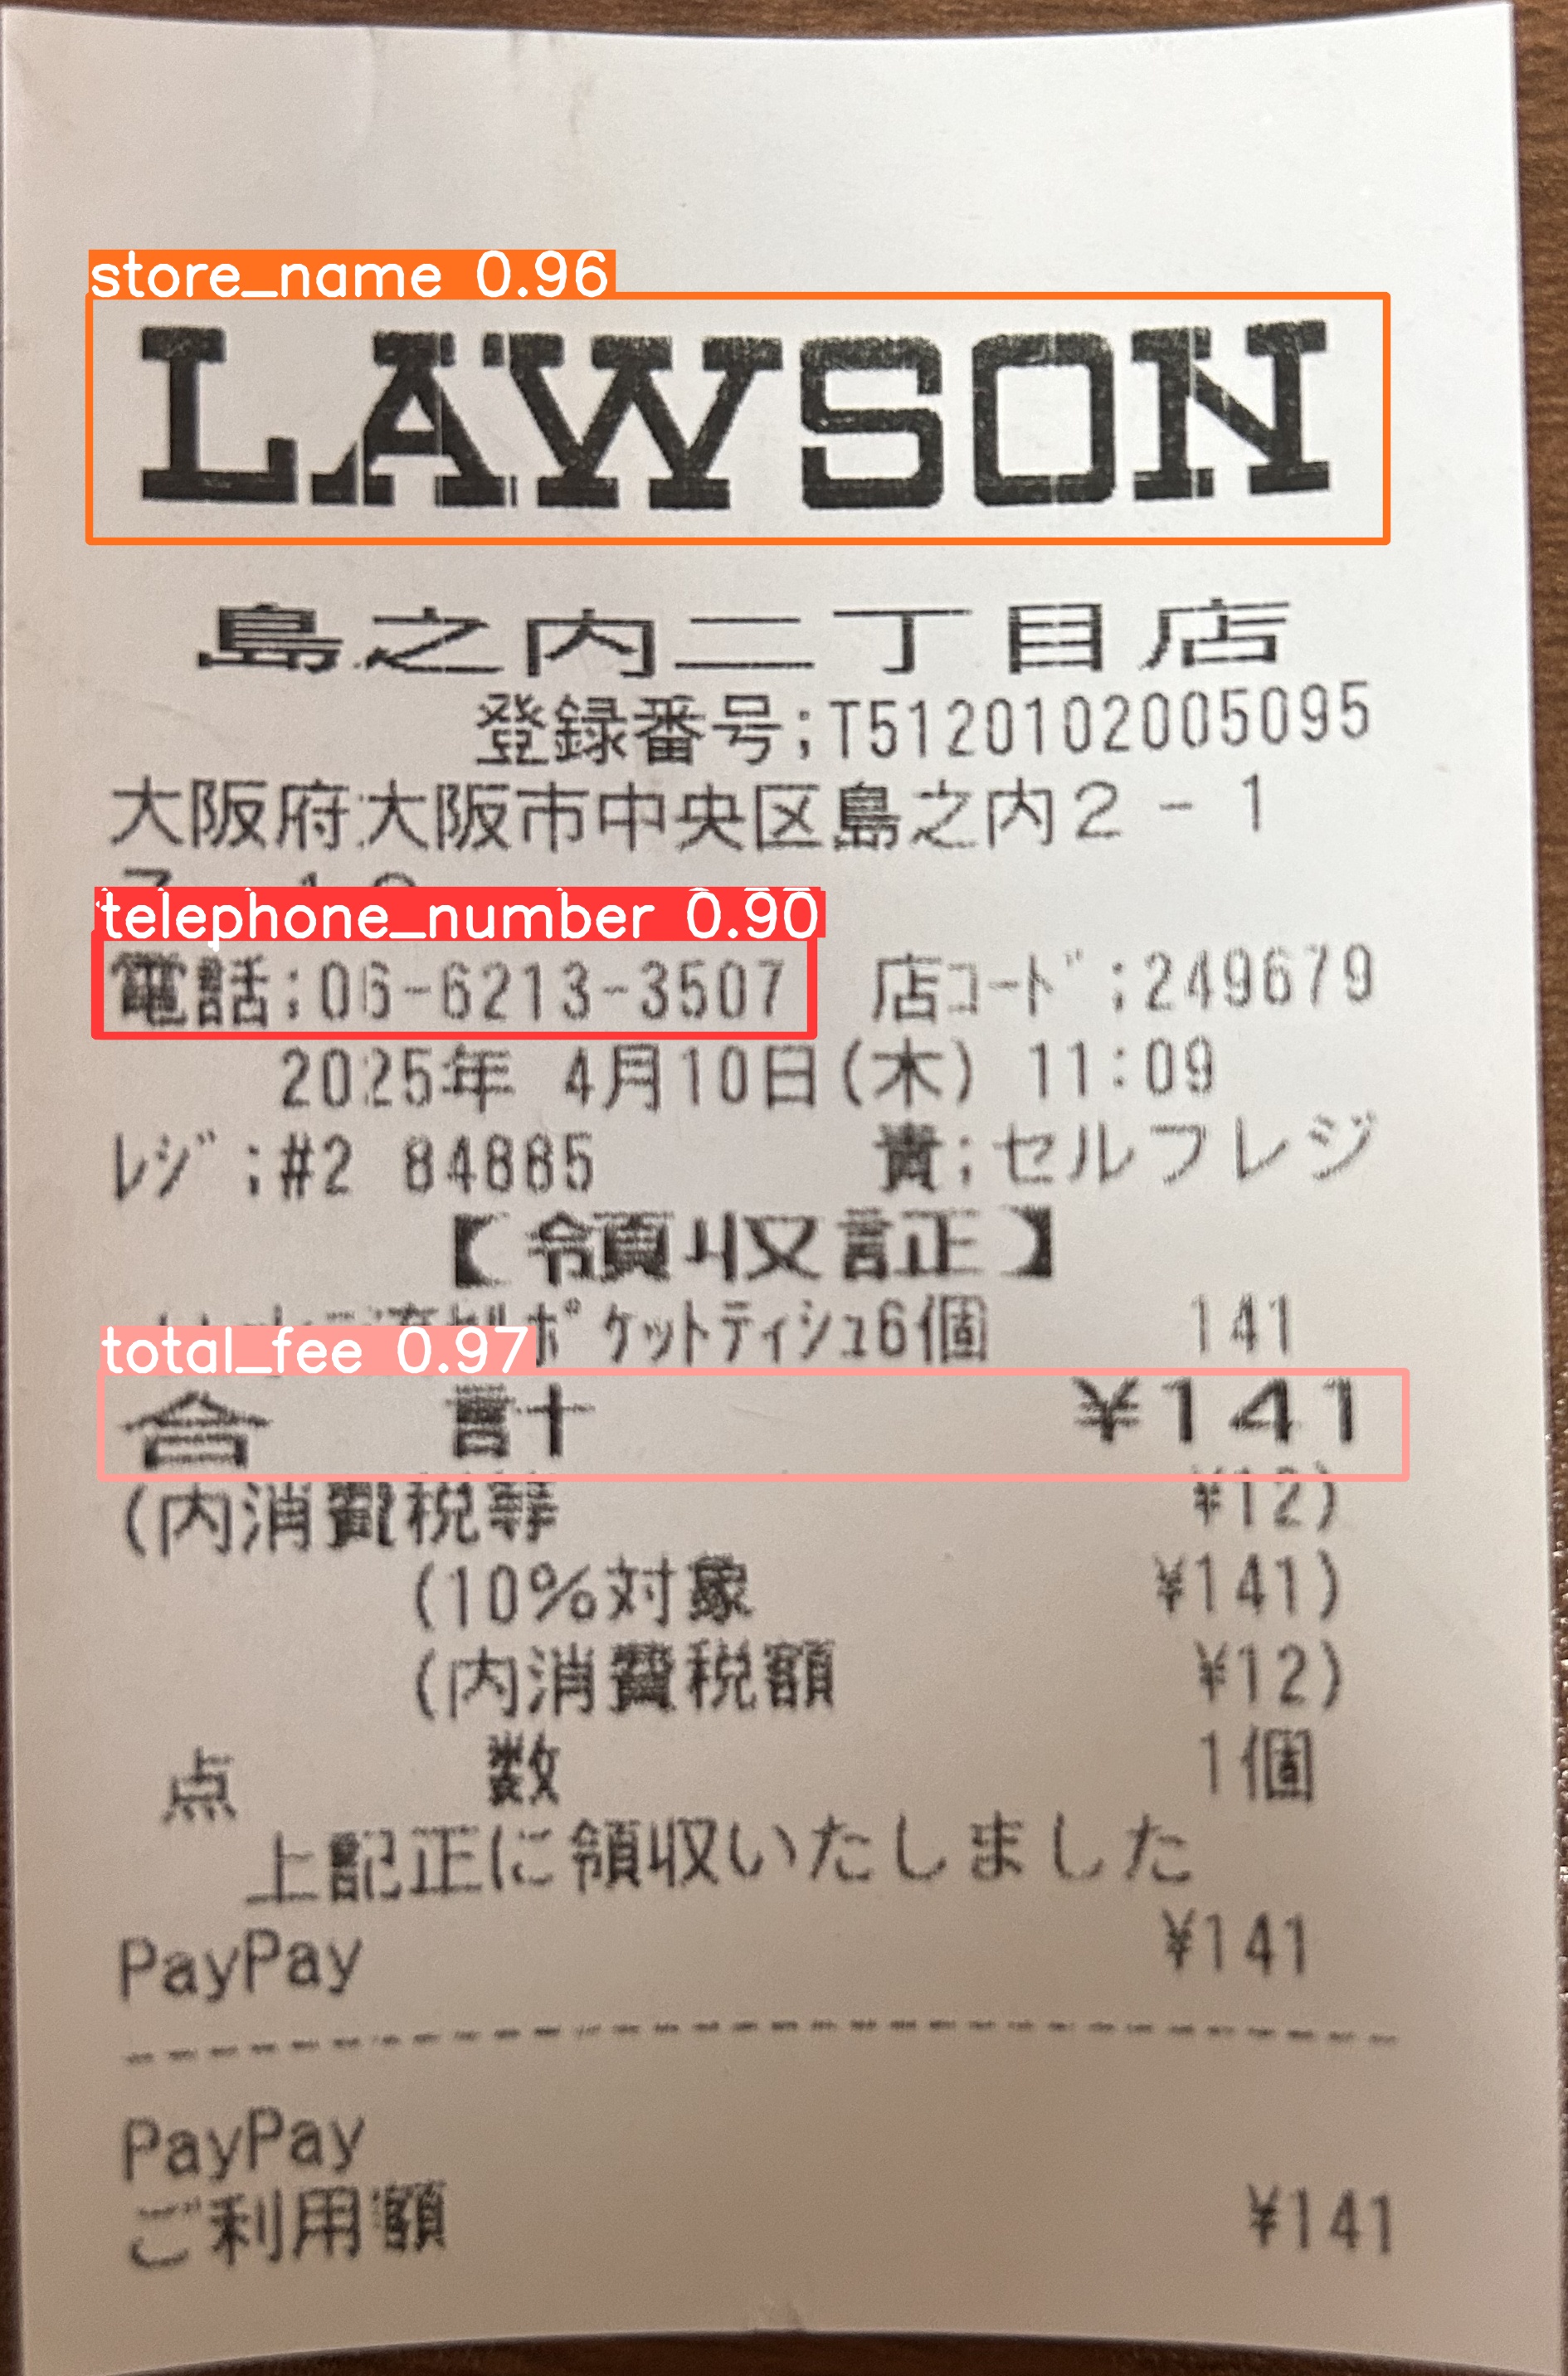 store_name 0.96
LAWSON
島之内二丁目店
登録番号;T5120102005095
大阪府大阪市中央区島之内2-1
telephone_number 0.90
電話;06-6213-3507 店ｺｰﾄﾞ;249679
2025年 4月10日(木) 11:09
ﾚｼﾞ;#2 84885 責;セルフレジ
【領収証】
ﾎﾟｹｯﾄﾃｨｼｭ6個 141
total_fee 0.97
合 計 ¥141
(内消費税等 ¥12)
(10%対象 ¥141)
(内消費税額 ¥12)
点 数 1個
上記正に領収いたしました
PayPay ¥141
PayPay
ご利用額 ¥141